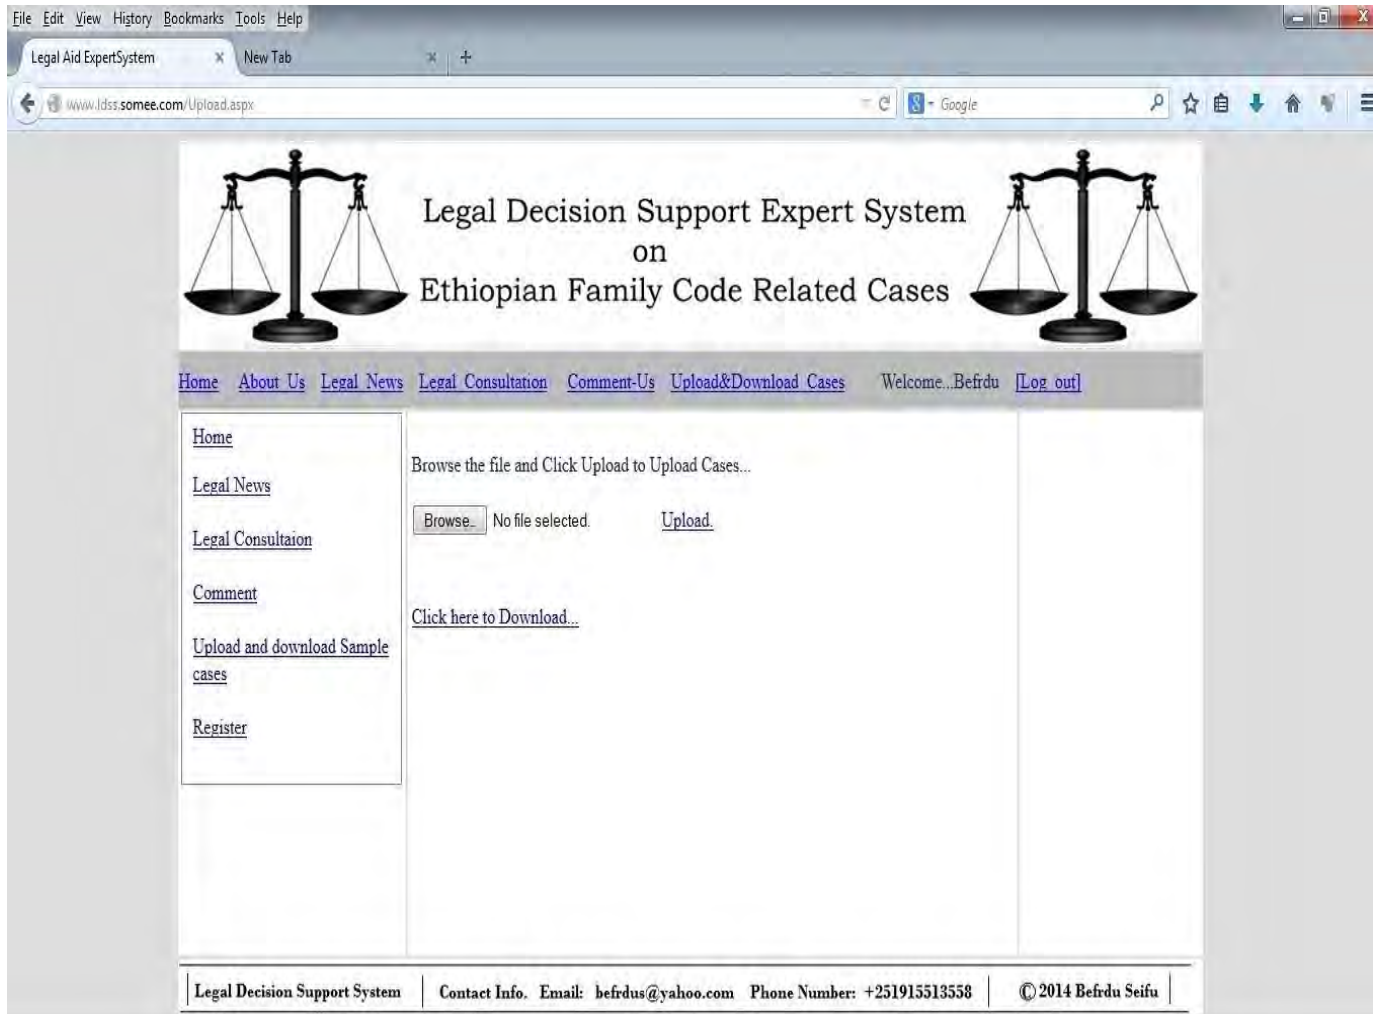 File Edit View History Bookmarks Tools Help
Legal Aid ExpertSystem × New Tab × +
www.ldss.somee.com/Upload.aspx Google
Legal Decision Support Expert System
on
Ethiopian Family Code Related Cases
Home About Us Legal News Legal Consultation Comment-Us Upload&Download Cases Welcome...Befrdu [Log out]
Home
Legal News
Legal Consultaion
Comment
Upload and download Sample
cases
Register
Browse the file and Click Upload to Upload Cases...
Browse.. No file selected. Upload.
Click here to Download...
Legal Decision Support System Contact Info. Email: befrdus@yahoo.com Phone Number: +251915513558 © 2014 Befrdu Seifu